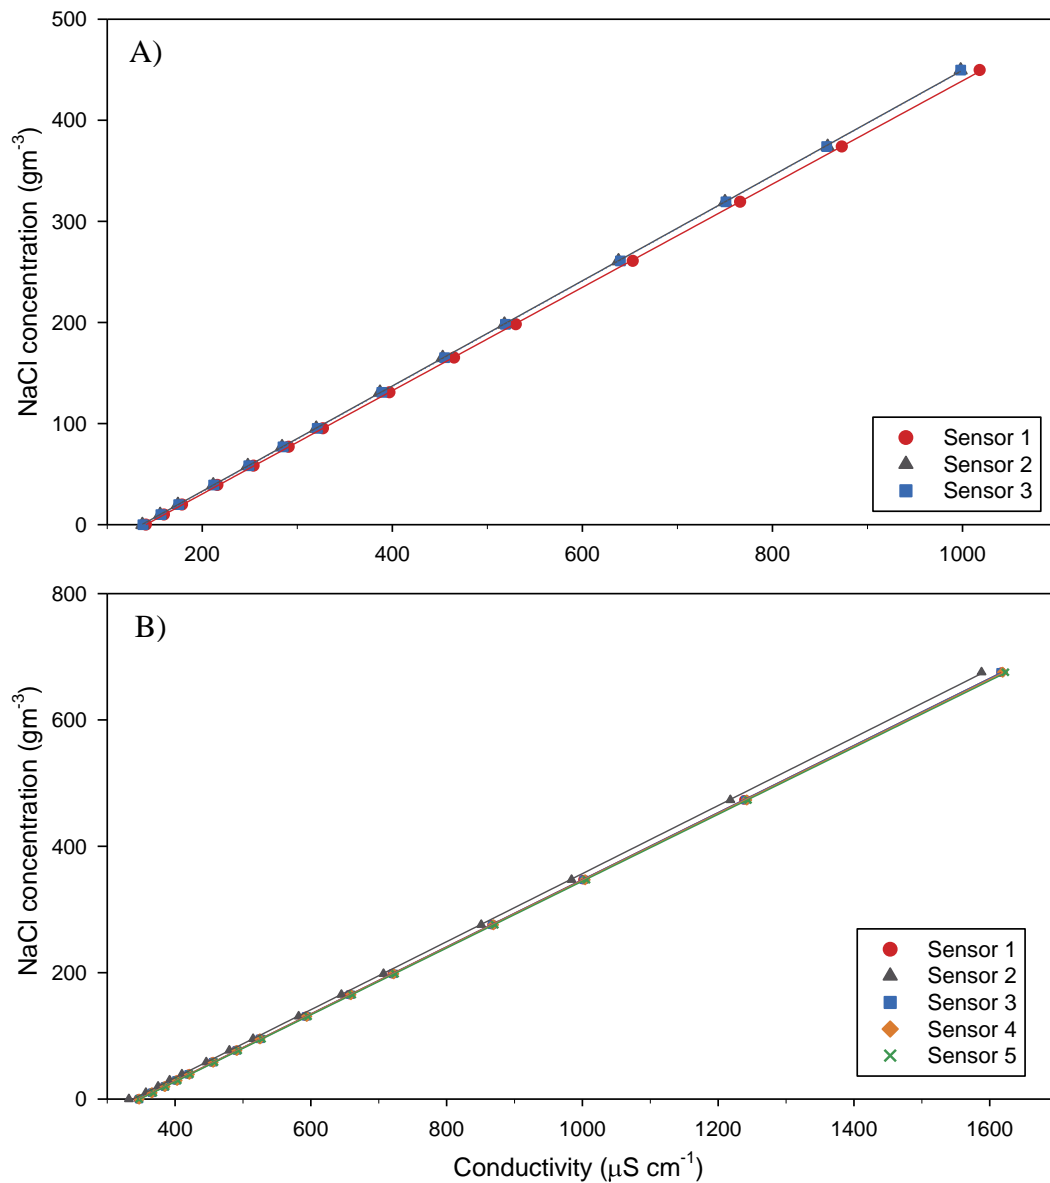 A)
NaCl concentration (gm⁻³)
500
400
300
200
100
0
Sensor 1
Sensor 2
Sensor 3
200
400
600
800
1000
B)
NaCl concentration (gm⁻³)
800
600
400
200
0
Sensor 1
Sensor 2
Sensor 3
Sensor 4
Sensor 5
400
600
800
1000
1200
1400
1600
Conductivity (μS cm⁻¹)